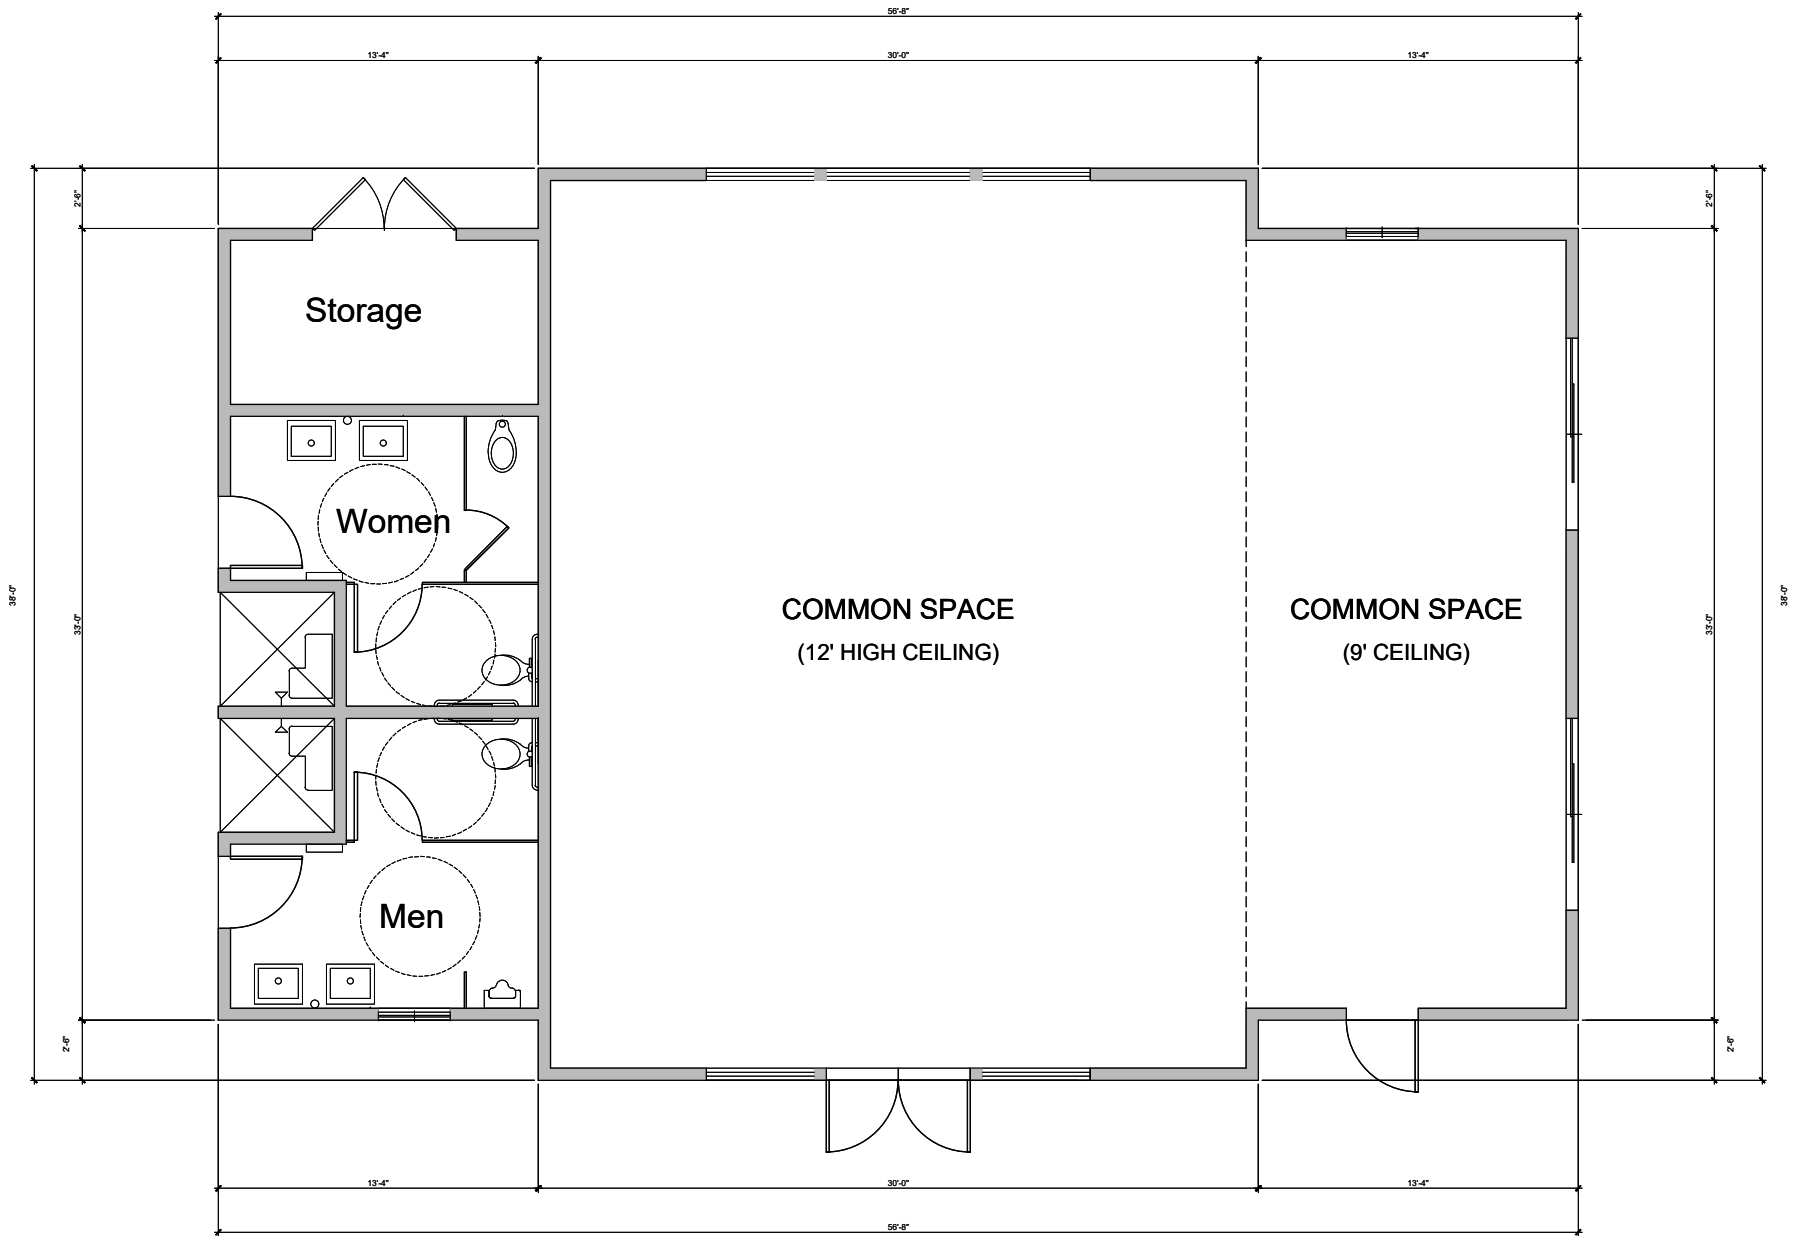 56'-8"
13'-4"
30'-0"
13'-4"
2'-6"
2'-6"
Storage
Women
38'-0"
33'-0"
COMMON SPACE
(12' HIGH CEILING)
COMMON SPACE
(9' CEILING)
33'-0"
38'-0"
Men
2'-6"
2'-6"
13'-4"
30'-0"
13'-4"
56'-8"